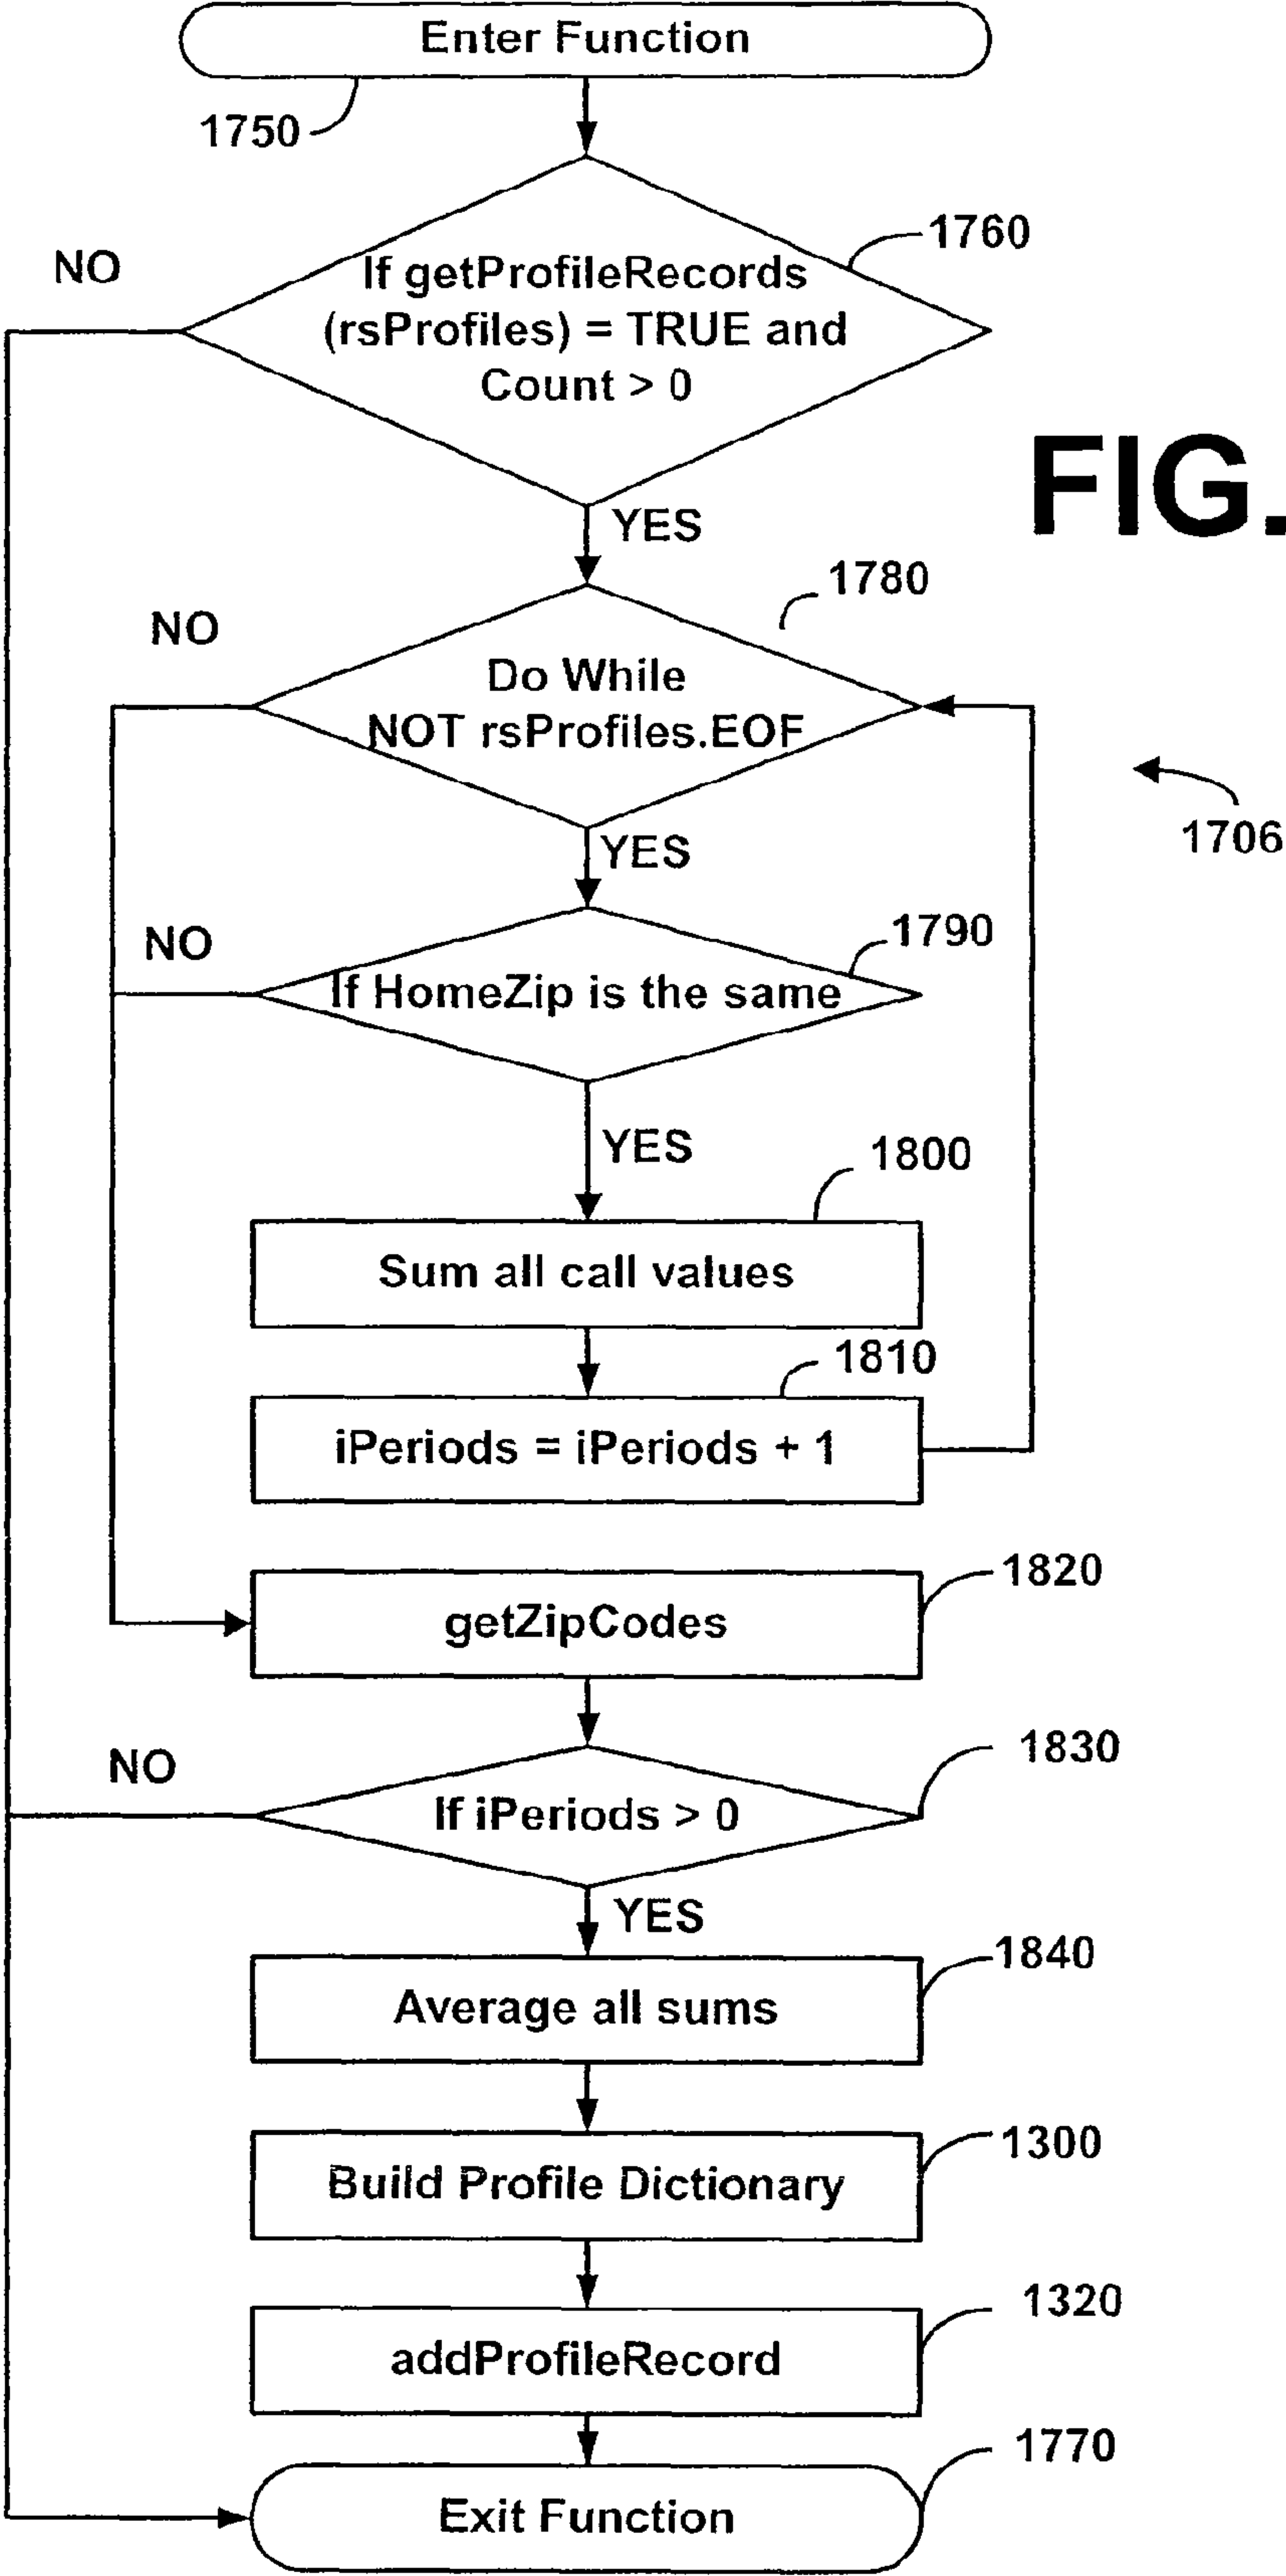 Enter Function
1750
1760
NO
If getProfileRecords
(rsProfiles) = TRUE and
Count > 0
FIG.
YES
1780
NO
Do While
NOT rsProfiles.EOF
1706
YES
1790
NO
If HomeZip is the same
YES
1800
Sum all call values
1810
iPeriods = iPeriods + 1
1820
getZipCodes
1830
NO
If iPeriods > 0
YES
1840
Average all sums
1300
Build Profile Dictionary
1320
addProfileRecord
1770
Exit Function